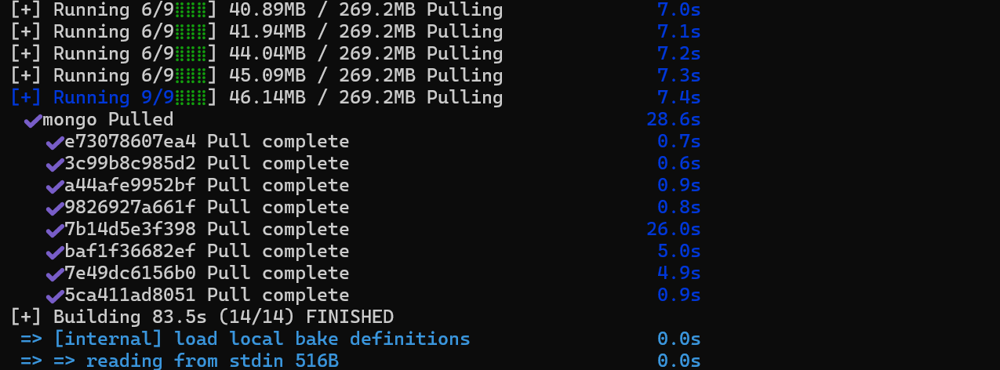 [+] Running 6/9⣿⣿⣿] 40.89MB / 269.2MB Pulling 7.0s
[+] Running 6/9⣿⣿⣿] 41.94MB / 269.2MB Pulling 7.1s
[+] Running 6/9⣿⣿⣿] 44.04MB / 269.2MB Pulling 7.2s
[+] Running 6/9⣿⣿⣿] 45.09MB / 269.2MB Pulling 7.3s
[+] Running 9/9⣿⣿⣿] 46.14MB / 269.2MB Pulling 7.4s
✔mongo Pulled 28.6s
✔e73078607ea4 Pull complete 0.7s
✔3c99b8c985d2 Pull complete 0.6s
✔a44afe9952bf Pull complete 0.9s
✔9826927a661f Pull complete 0.8s
✔7b14d5e3f398 Pull complete 26.0s
✔baf1f36682ef Pull complete 5.0s
✔7e49dc6156b0 Pull complete 4.9s
✔5ca411ad8051 Pull complete 0.9s
[+] Building 83.5s (14/14) FINISHED
=> [internal] load local bake definitions 0.0s
=> => reading from stdin 516B 0.0s